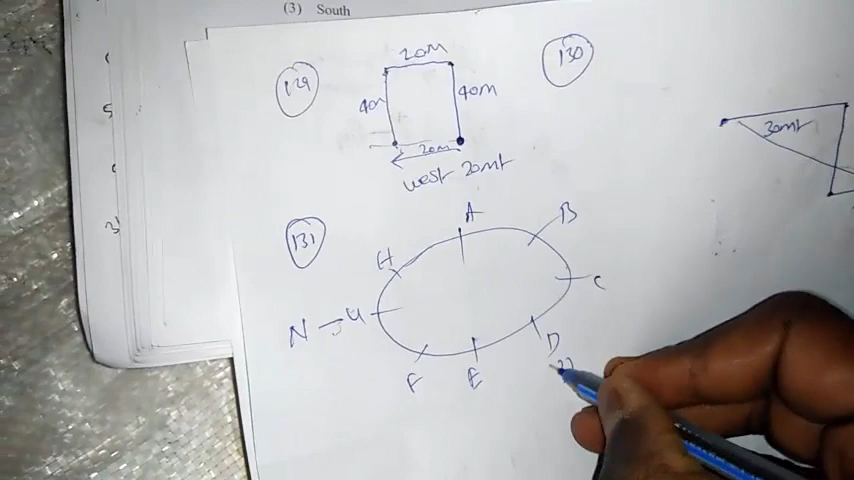 (3) South
129
20m
130
40m
40m
30mt
20m
west 20mt
131
A
B
H
C
N
G
D
F
E